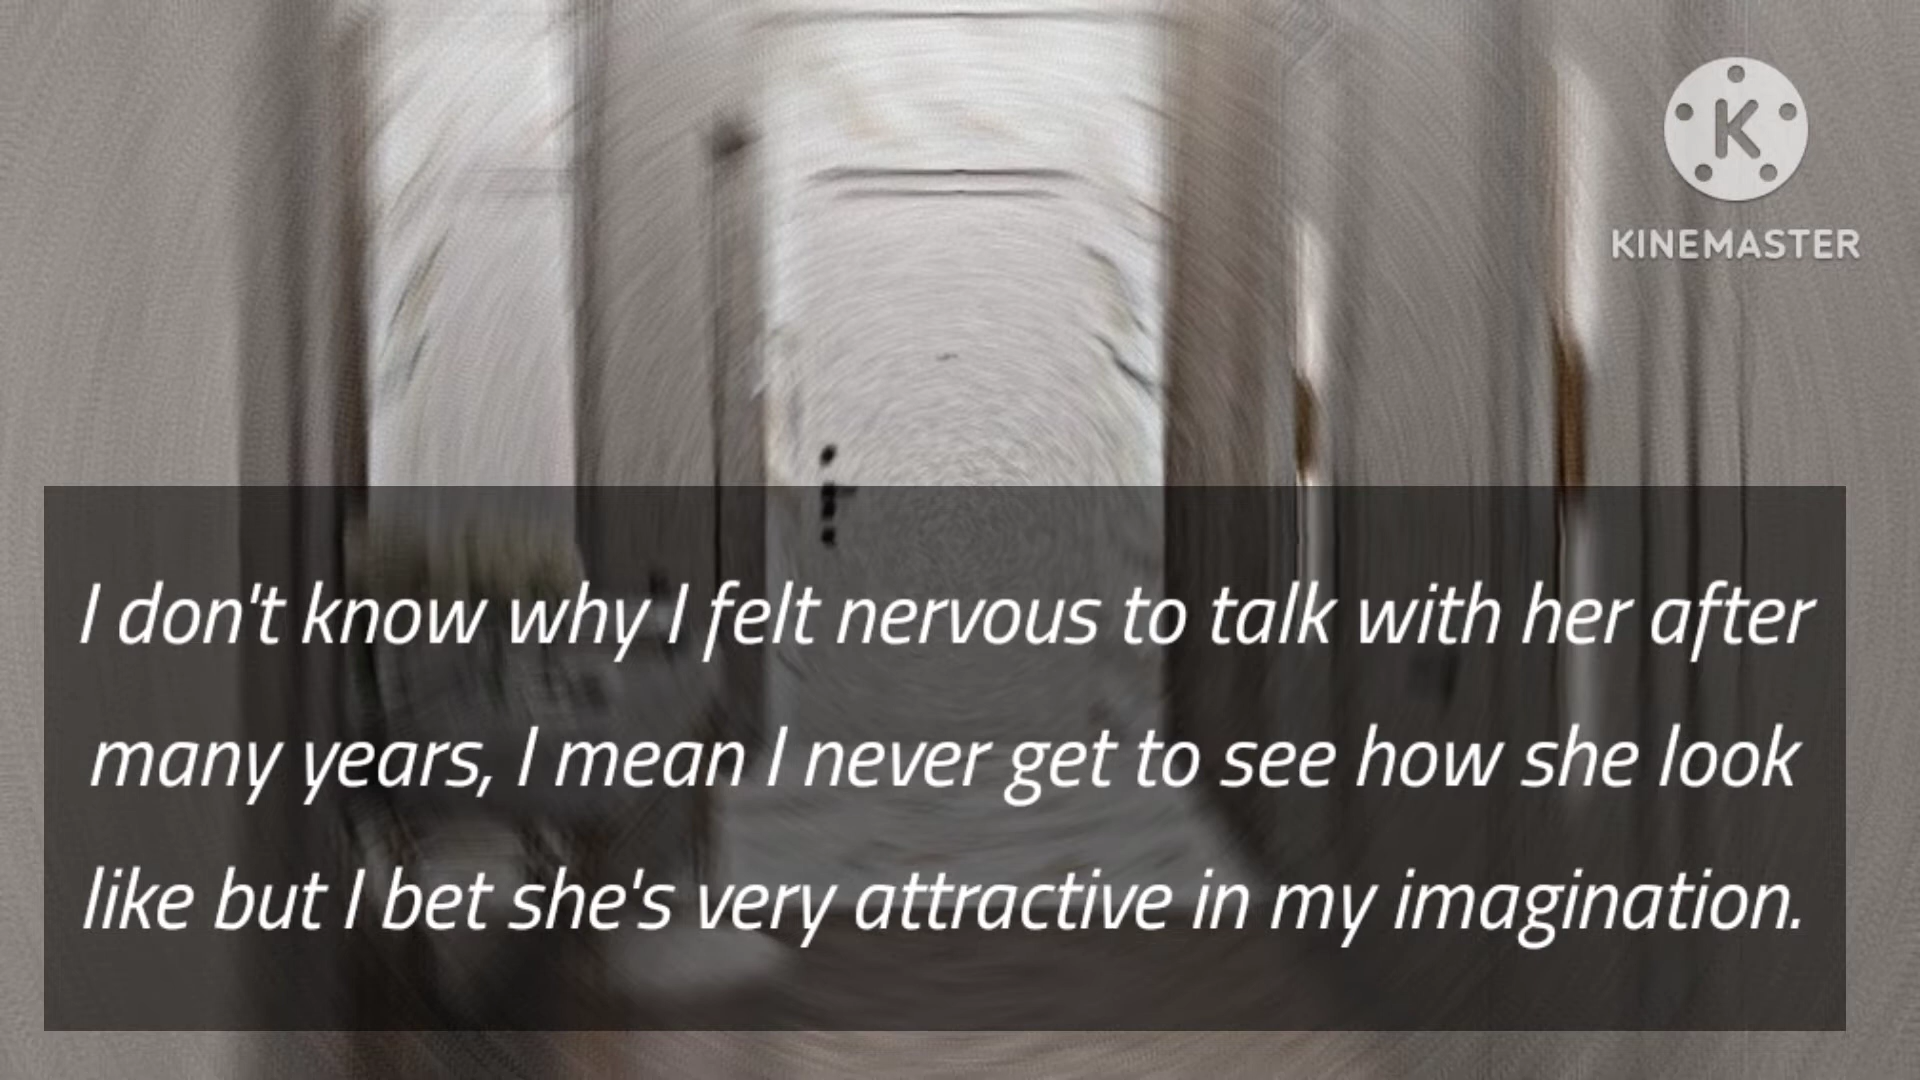 KINEMASTER
I don't know why I felt nervous to talk with her after
many years, I mean I never get to see how she look
like but I bet she's very attractive in my imagination.